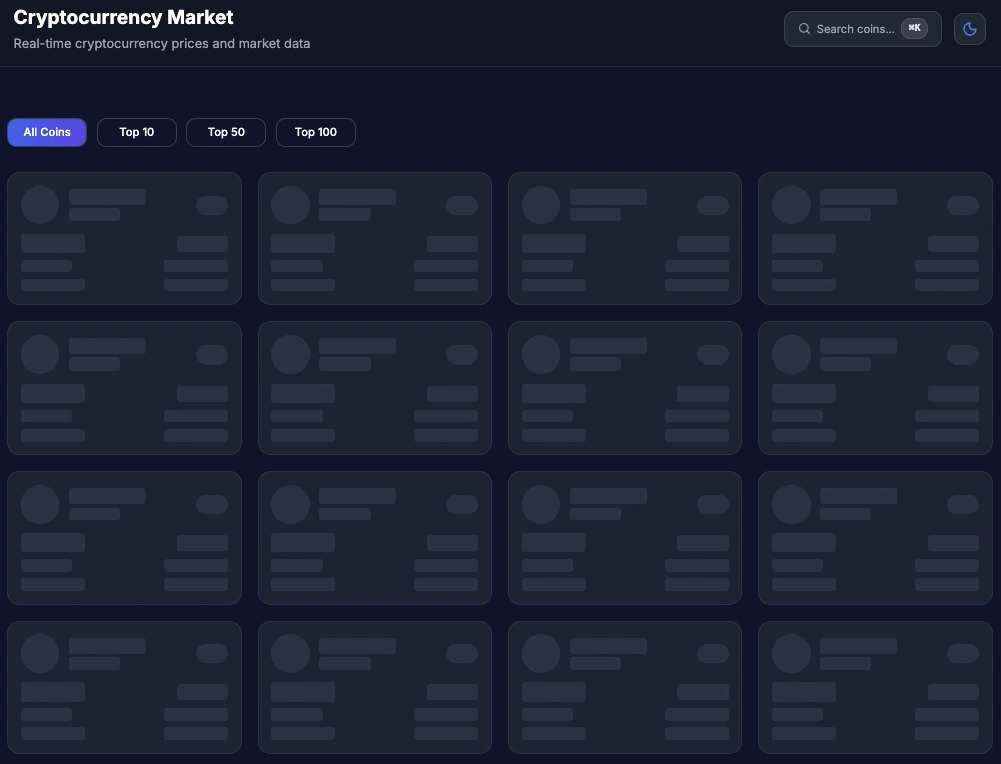 Cryptocurrency Market
Real-time cryptocurrency prices and market data
Search coins... ⌘K
All Coins
Top 10
Top 50
Top 100